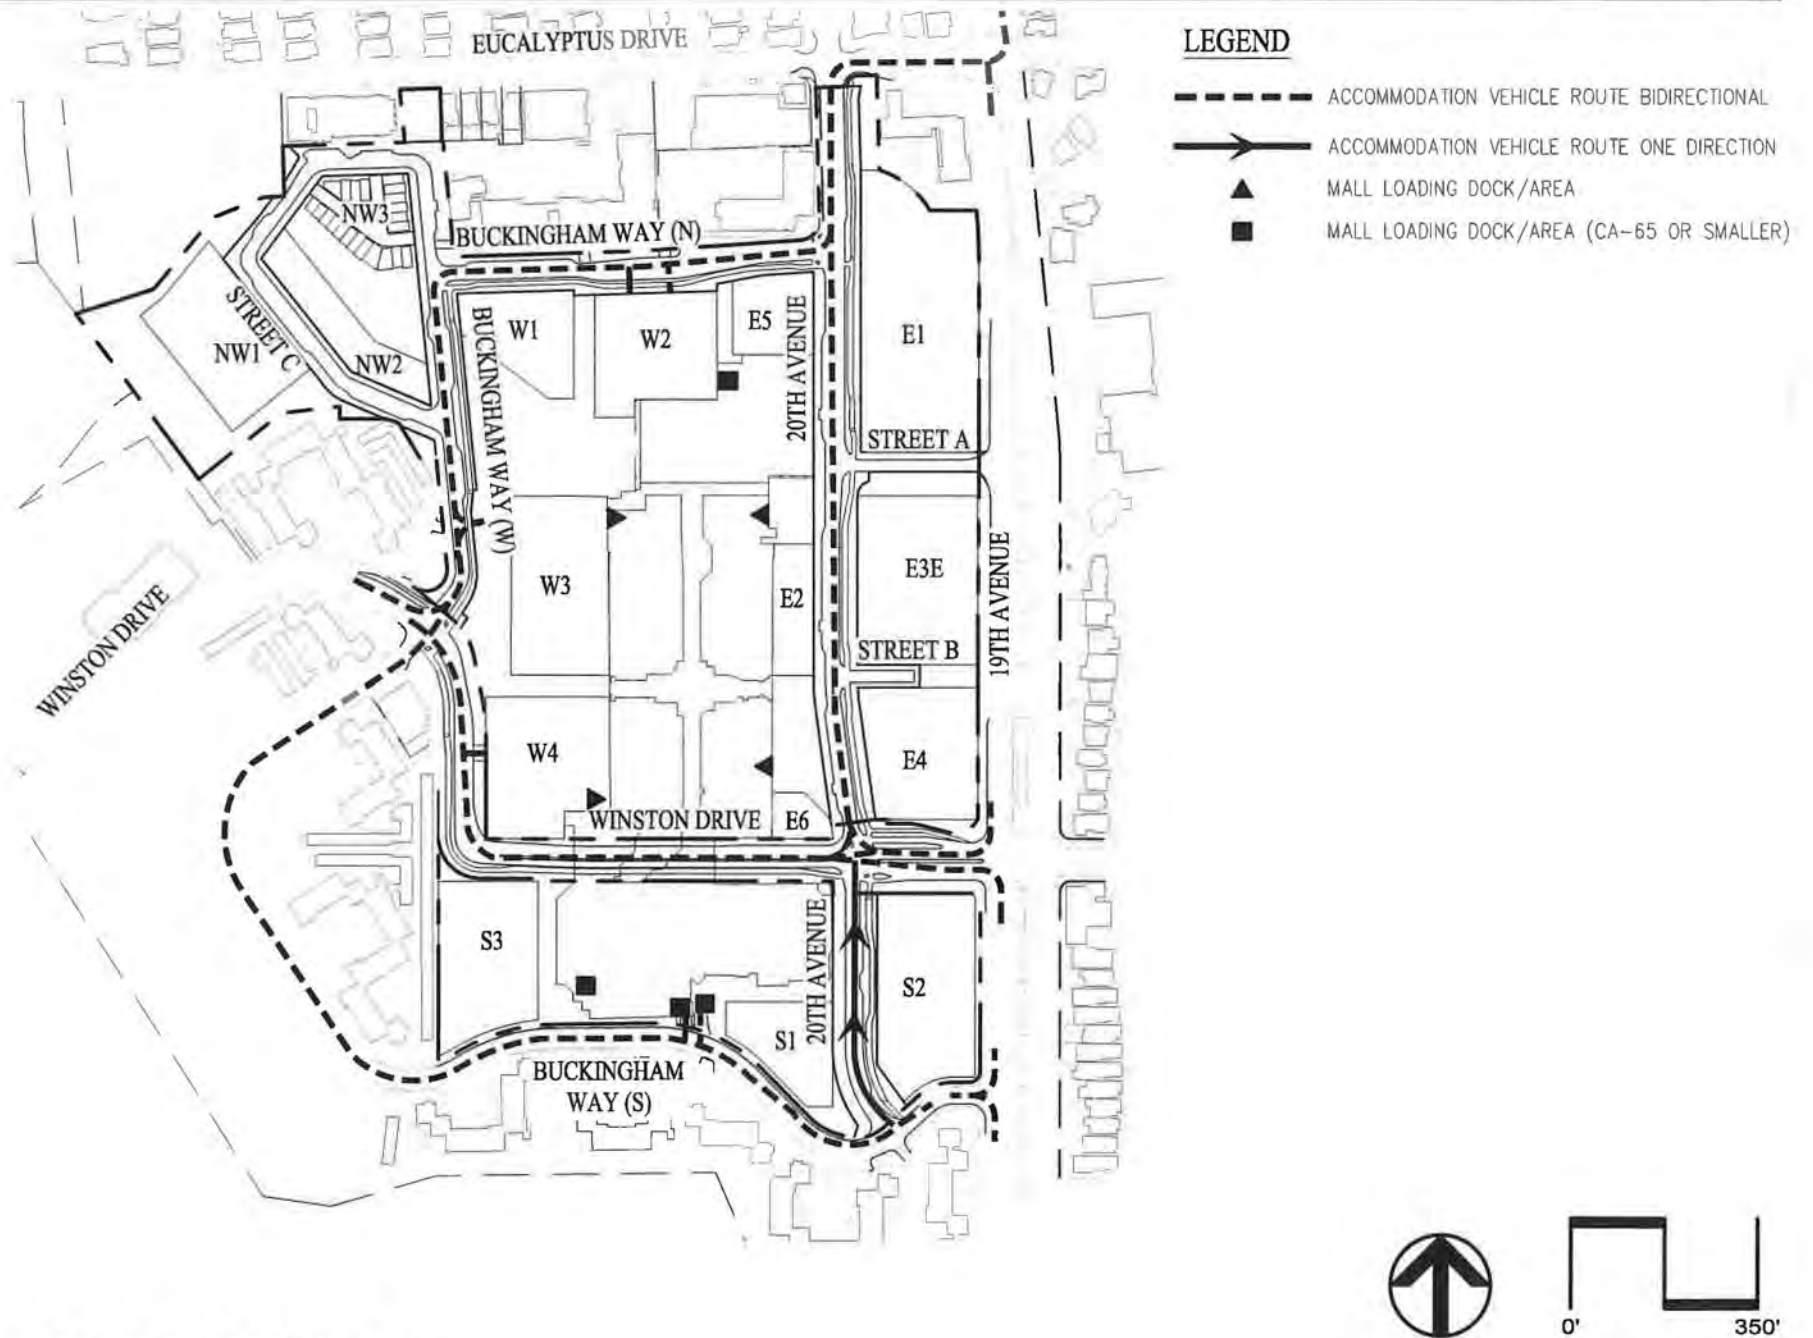 EUCALYPTUS DRIVE
LEGEND
ACCOMMODATION VEHICLE ROUTE BIDIRECTIONAL
ACCOMMODATION VEHICLE ROUTE ONE DIRECTION
MALL LOADING DOCK/AREA
MALL LOADING DOCK/AREA (CA-65 OR SMALLER)
NW3
BUCKINGHAM WAY (N)
STREET C
NW1
NW2
BUCKINGHAM WAY (W)
W1
W2
E5
20TH AVENUE
E1
STREET A
W3
E2
E3E
19TH AVENUE
STREET B
WINSTON DRIVE
W4
E4
WINSTON DRIVE
E6
S3
20TH AVENUE
S2
S1
BUCKINGHAM
WAY (S)
0'
350'